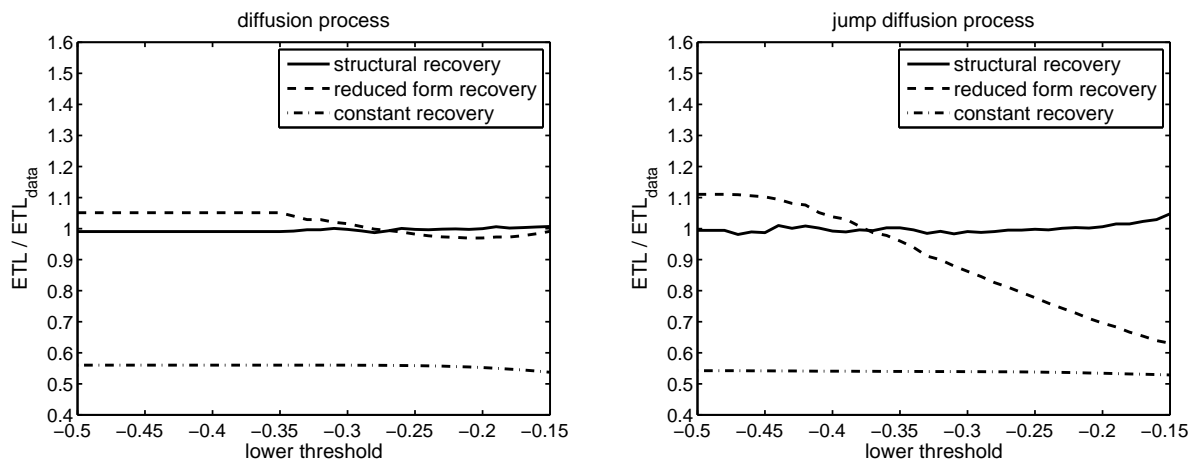 diffusion process
1.6
1.5
1.4
1.3
1.2
1.1
1
0.9
0.8
0.7
0.6
0.5
0.4
ETL / ETLdata
structural recovery
reduced form recovery
constant recovery
−0.5 −0.45 −0.4 −0.35 −0.3 −0.25 −0.2 −0.15
lower threshold
jump diffusion process
1.6
1.5
1.4
1.3
1.2
1.1
1
0.9
0.8
0.7
0.6
0.5
0.4
ETL / ETLdata
structural recovery
reduced form recovery
constant recovery
−0.5 −0.45 −0.4 −0.35 −0.3 −0.25 −0.2 −0.15
lower threshold